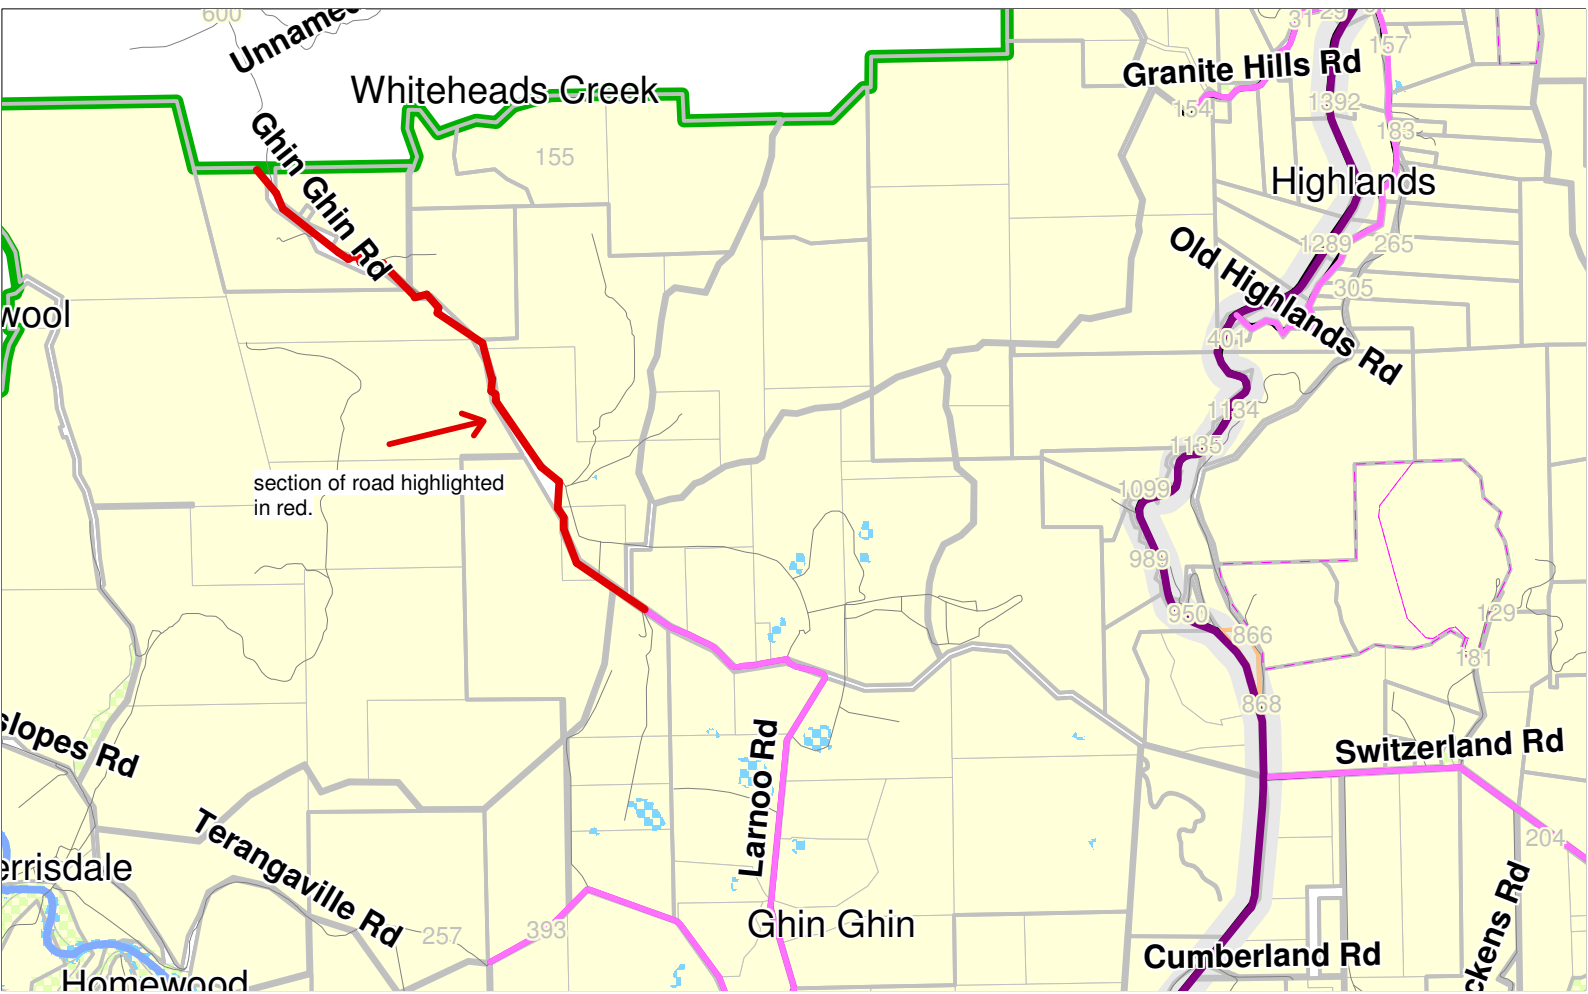 600
Unnamed
31
29
157
Granite Hills Rd
Whiteheads Creek
1392
154
Ghin Ghin Rd
183
155
Highlands
Old Highlands Rd
1289
265
305
wool
401
1134
1135
section of road highlighted
in red.
1099
989
950
129
866
181
868
slopes Rd
Larnoo Rd
Switzerland Rd
Terangaville Rd
204
errisdale
ckens Rd
Ghin Ghin
393
257
Cumberland Rd
Homewood